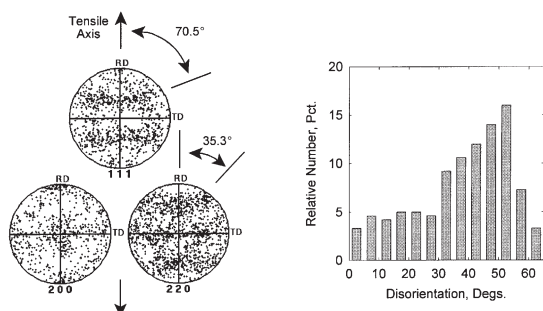 Tensile
Axis
70.5°
RD
TD
111
35.3°
RD
TD
200
RD
TD
220
Relative Number, Pct.
20
15
10
5
0
0 10 20 30 40 50 60
Disorientation, Degs.